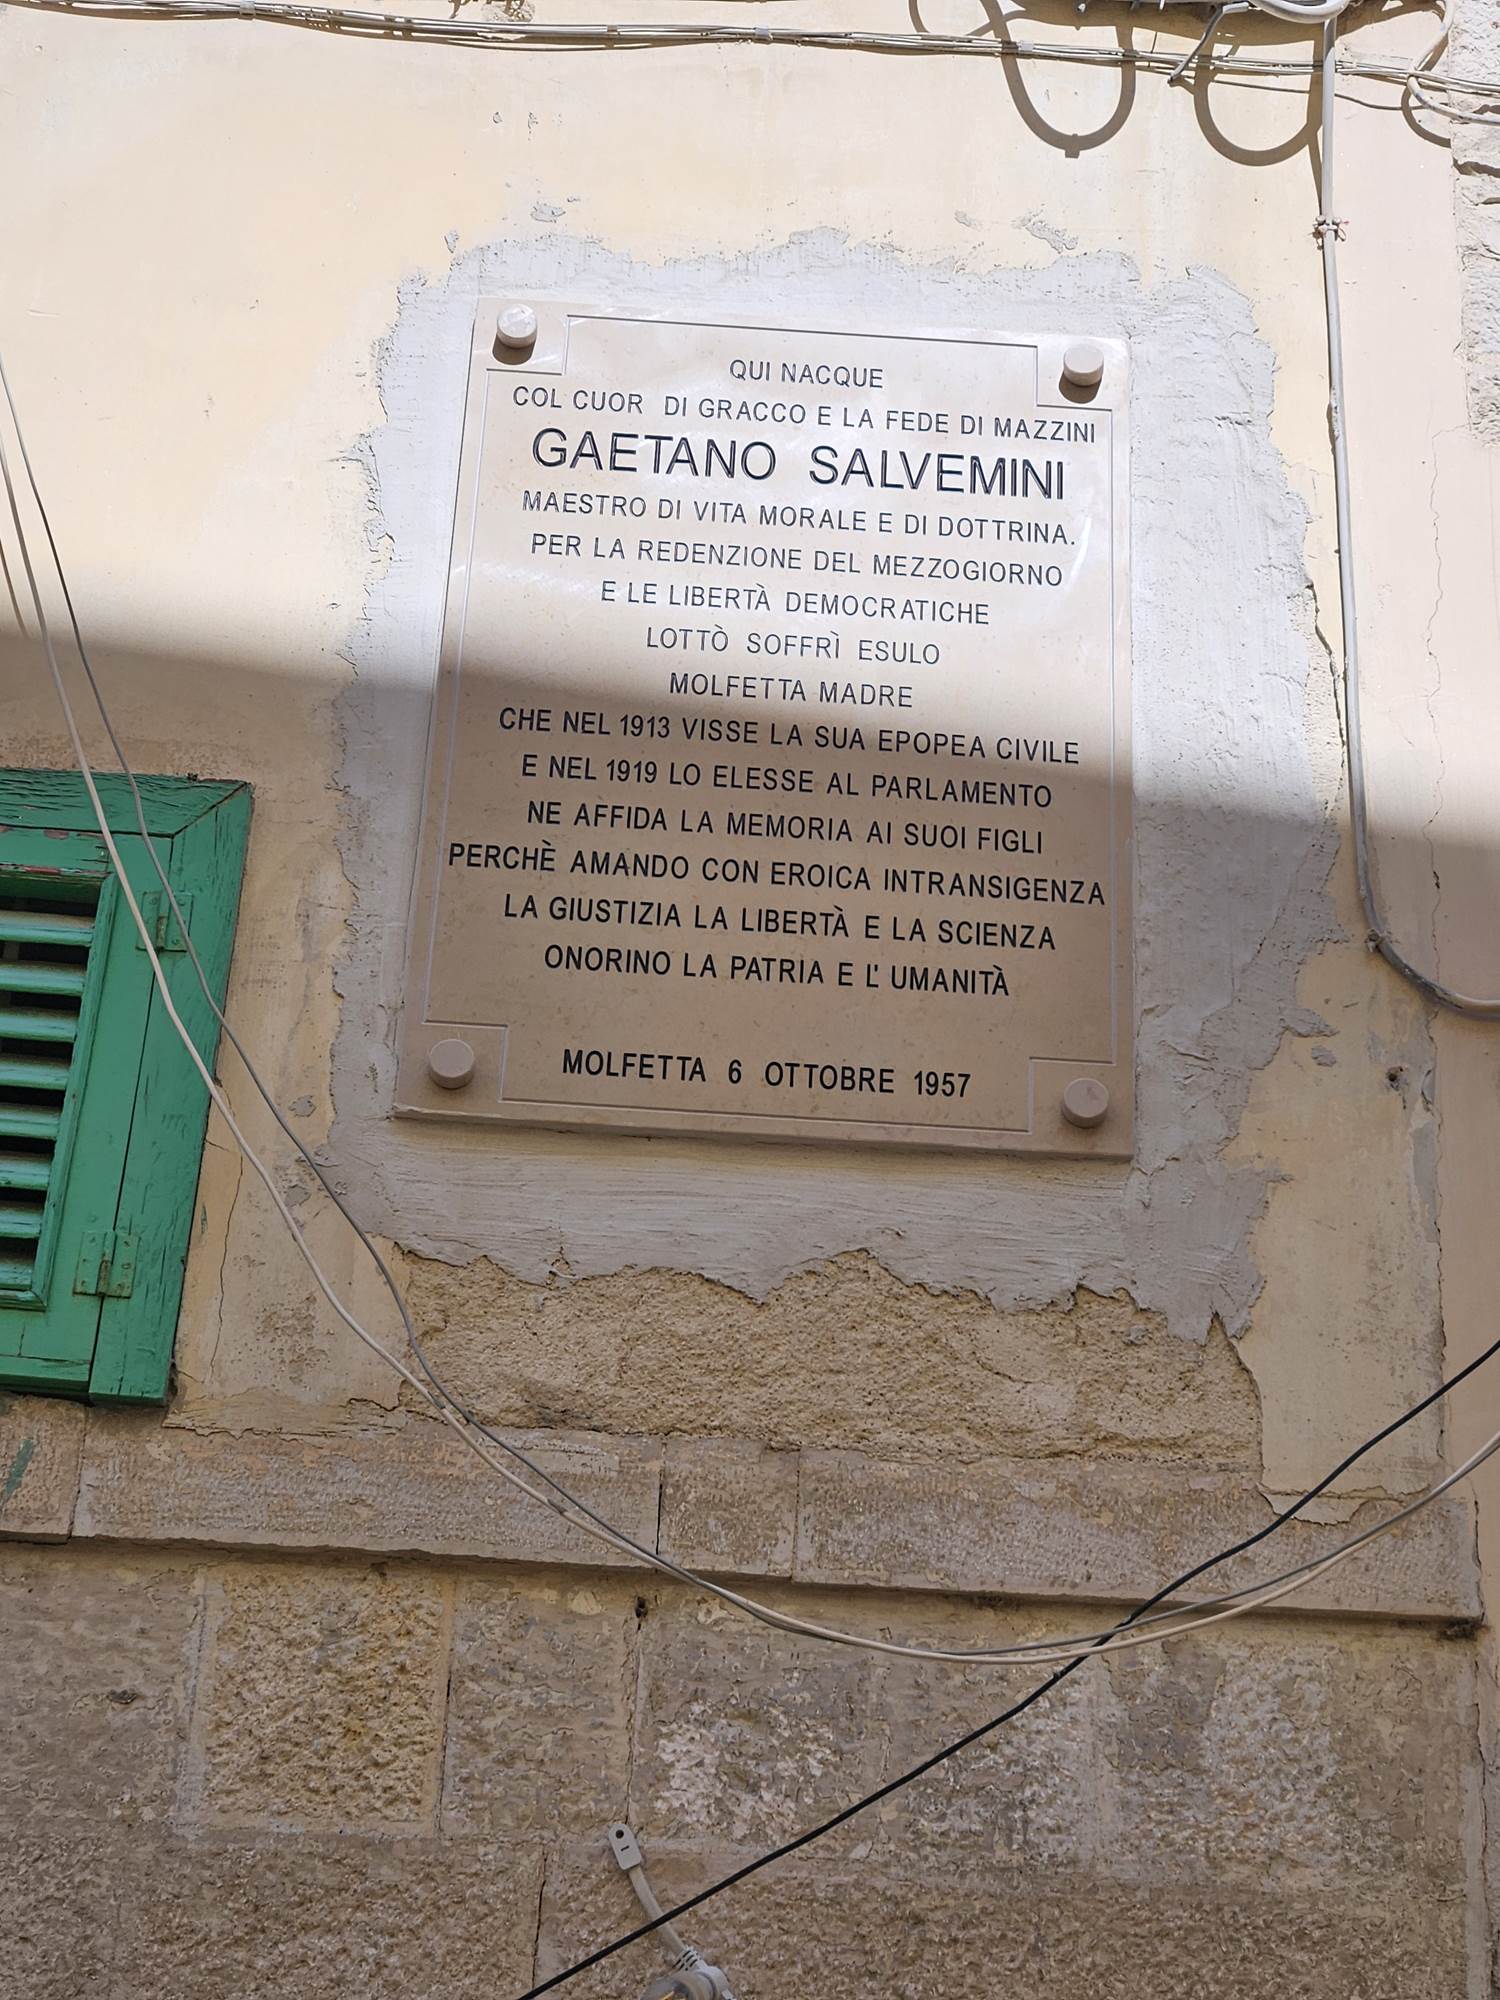 QUI NACQUE
COL CUOR DI GRACCO E LA FEDE DI MAZZINI
GAETANO SALVEMINI
MAESTRO DI VITA MORALE E DI DOTTRINA.
PER LA REDENZIONE DEL MEZZOGIORNO
E LE LIBERTÀ DEMOCRATICHE
LOTTÒ SOFFRÌ ESULO
MOLFETTA MADRE
CHE NEL 1913 VISSE LA SUA EPOPEA CIVILE
E NEL 1919 LO ELESSE AL PARLAMENTO
NE AFFIDA LA MEMORIA AI SUOI FIGLI
PERCHÈ AMANDO CON EROICA INTRANSIGENZA
LA GIUSTIZIA LA LIBERTÀ E LA SCIENZA
ONORINO LA PATRIA E L' UMANITÀ
MOLFETTA 6 OTTOBRE 1957